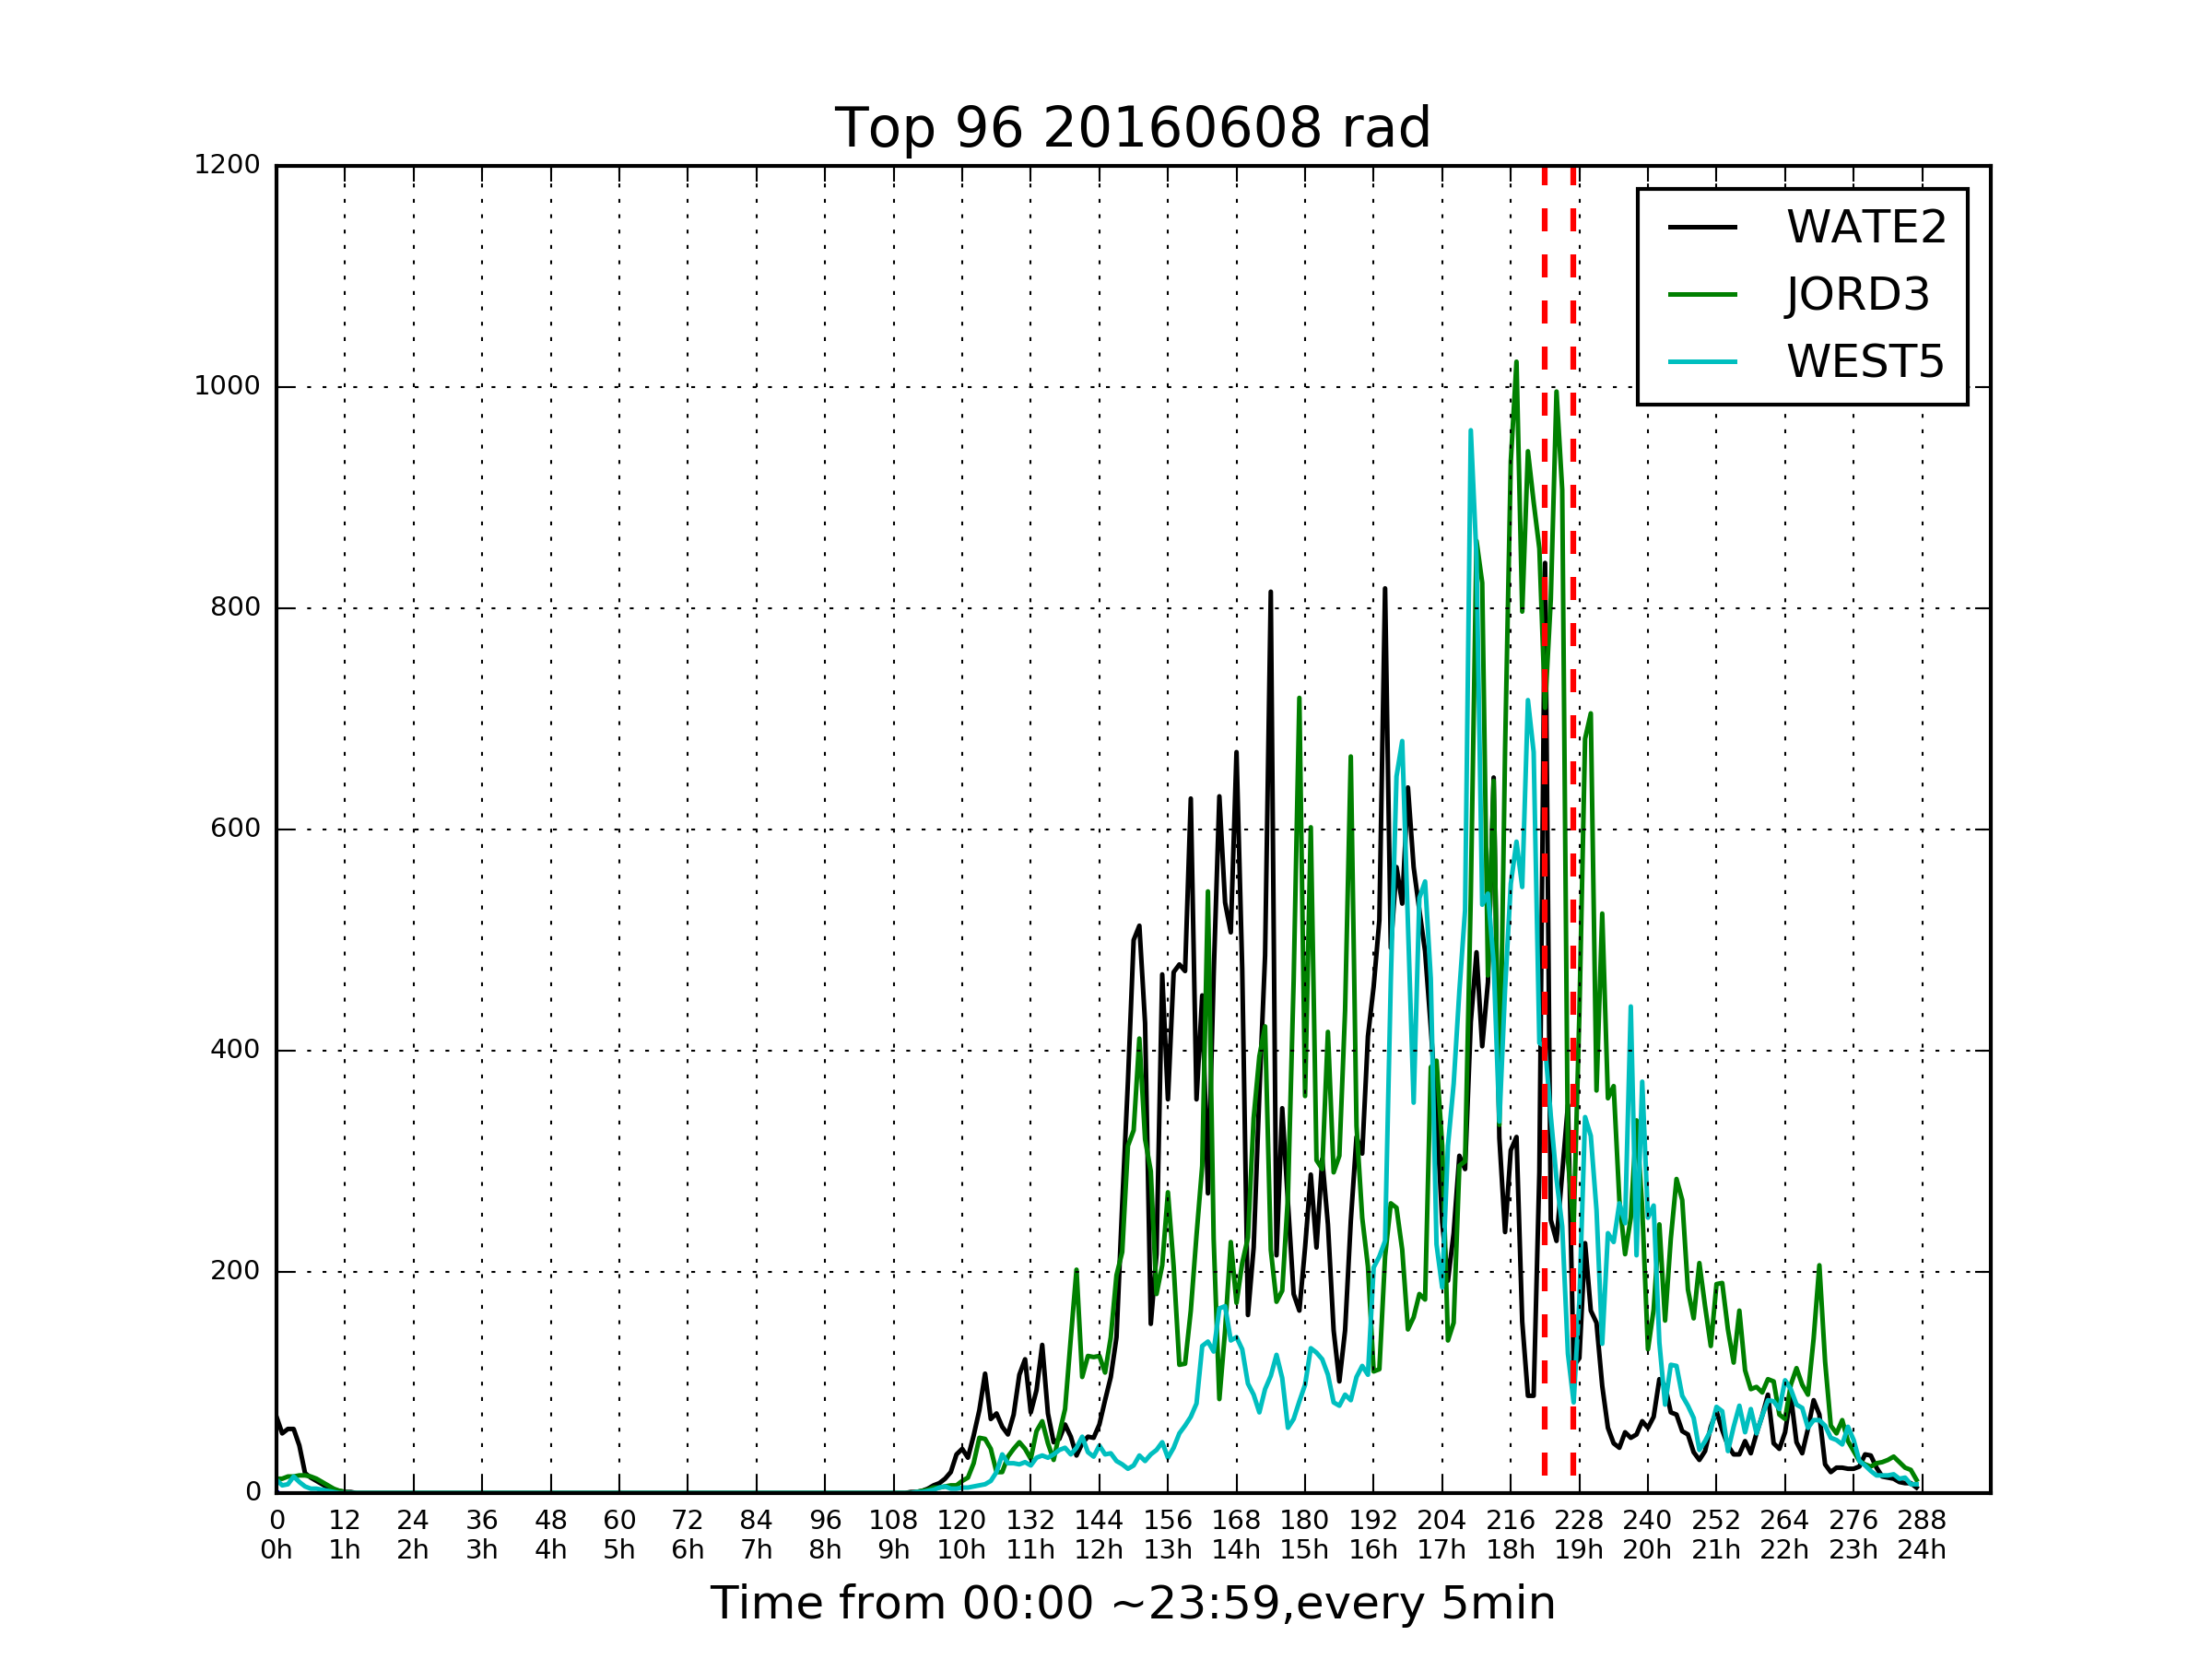 Top 96 20160608 rad
1200
1000
800
600
400
200
0
WATE2
JORD3
WEST5
0 12 24 36 48 60 72 84 96 108 120 132 144 156 168 180 192 204 216 228 240 252 264 276 288
0h 1h 2h 3h 4h 5h 6h 7h 8h 9h 10h 11h 12h 13h 14h 15h 16h 17h 18h 19h 20h 21h 22h 23h 24h
Time from 00:00 ~23:59,every 5min